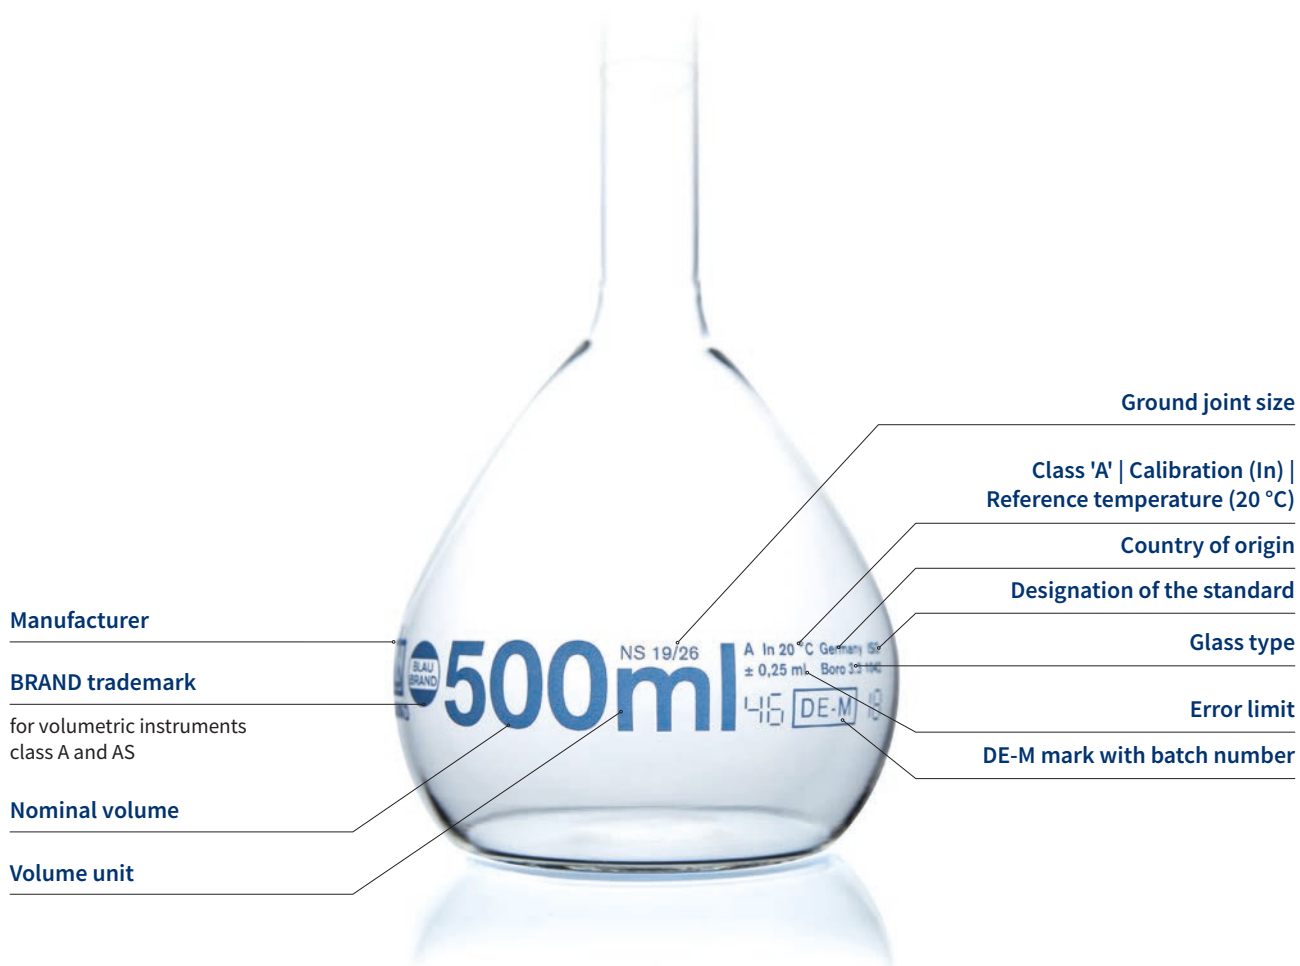 Ground joint size
Class 'A' | Calibration (In) |
Reference temperature (20 °C)
Country of origin
Designation of the standard
Glass type
Error limit
DE-M mark with batch number
Manufacturer
BRAND trademark
for volumetric instruments
class A and AS
Nominal volume
Volume unit
BLAU
BRAND
500ml
NS 19/26
A In 20 °C Germany
± 0,25 ml Boro
46 DE-M 18